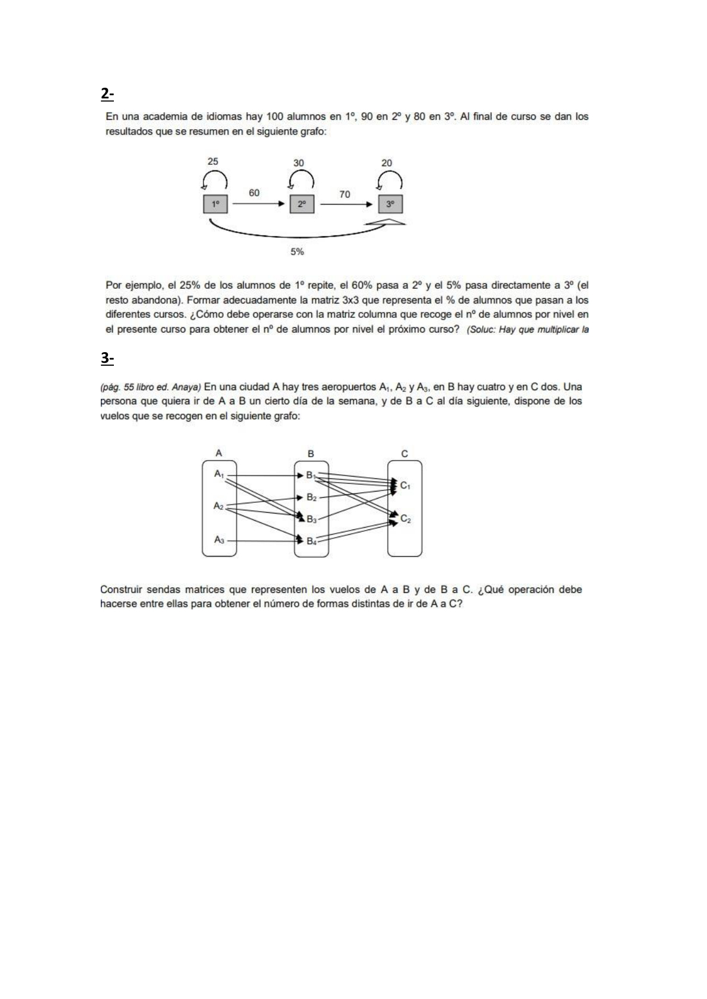 2-
En una academia de idiomas hay 100 alumnos en 1º, 90 en 2º y 80 en 3º. Al final de curso se dan los
resultados que se resumen en el siguiente grafo:
25 30 20
60 70
1º 2º 3º
5%
Por ejemplo, el 25% de los alumnos de 1º repite, el 60% pasa a 2º y el 5% pasa directamente a 3º (el
resto abandona). Formar adecuadamente la matriz 3x3 que representa el % de alumnos que pasan a los
diferentes cursos. ¿Cómo debe operarse con la matriz columna que recoge el nº de alumnos por nivel en
el presente curso para obtener el nº de alumnos por nivel el próximo curso? (Soluc: Hay que multiplicar la
3-
(pág. 55 libro ed. Anaya) En una ciudad A hay tres aeropuertos A₁, A₂ y A₃, en B hay cuatro y en C dos. Una
persona que quiera ir de A a B un cierto día de la semana, y de B a C al día siguiente, dispone de los
vuelos que se recogen en el siguiente grafo:
A B C
A₁ B₁
C₁
B₂
A₂
B₃ C₂
A₃ B₄
Construir sendas matrices que representen los vuelos de A a B y de B a C. ¿Qué operación debe
hacerse entre ellas para obtener el número de formas distintas de ir de A a C?